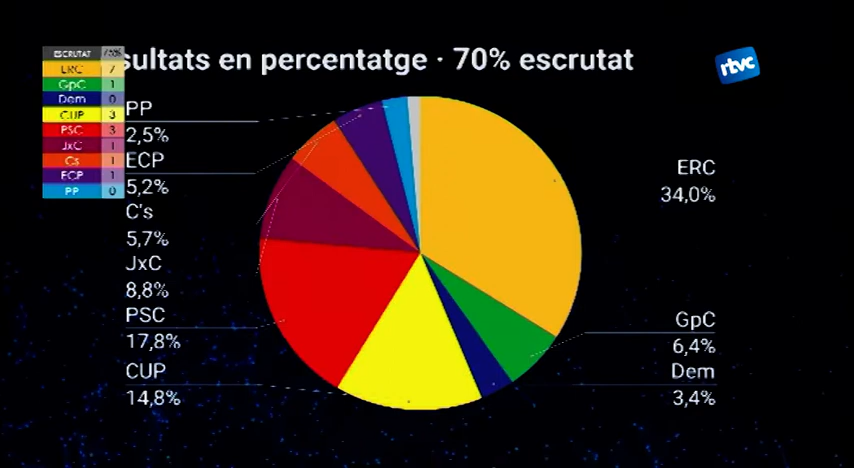 sultats en percentatge · 70% escrutat
rtvc
ESCRUTAT
ERC 7
GpC 1
Dem 0
CUP 3
PSC 3
JxC 1
Cs 1
ECP 1
PP 0
PP
2,5%
ECP
5,2%
C's
5,7%
JxC
8,8%
PSC
17,8%
CUP
14,8%
ERC
34,0%
GpC
6,4%
Dem
3,4%